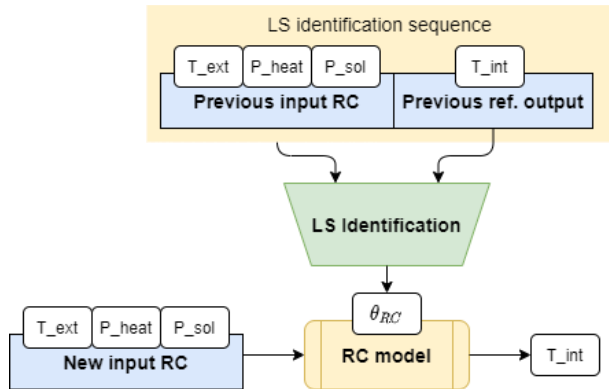 LS identification sequence
T_ext P_heat P_sol T_int
Previous input RC Previous ref. output
LS Identification
θ_RC
T_ext P_heat P_sol
New input RC
RC model
T_int